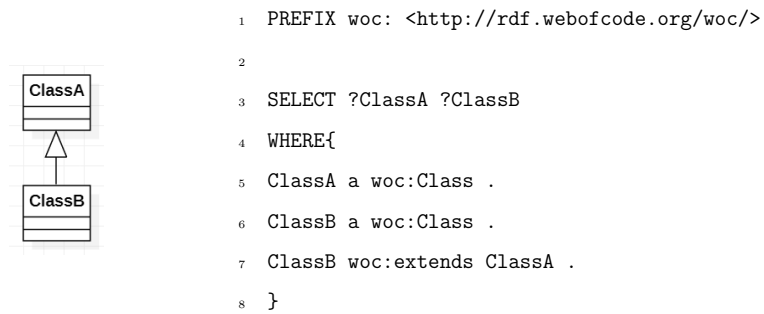 ClassA
ClassB
1 PREFIX woc: <http://rdf.webofcode.org/woc/>
2
3 SELECT ?ClassA ?ClassB
4 WHERE{
5 ClassA a woc:Class .
6 ClassB a woc:Class .
7 ClassB woc:extends ClassA .
8 }